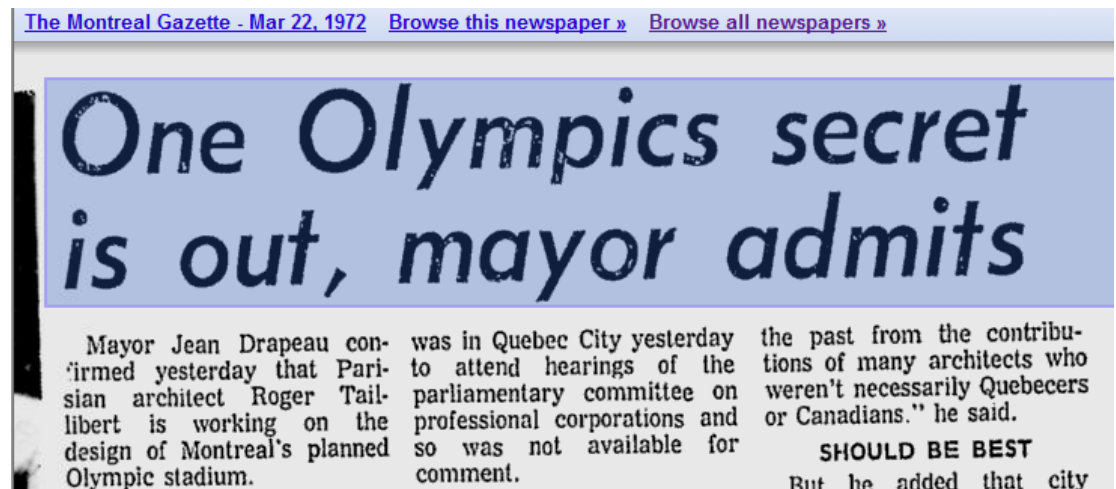 The Montreal Gazette - Mar 22, 1972 Browse this newspaper » Browse all newspapers »
One Olympics secret
is out, mayor admits
Mayor Jean Drapeau con-
firmed yesterday that Pari-
sian architect Roger Tail-
libert is working on the
design of Montreal's planned
Olympic stadium.
was in Quebec City yesterday
to attend hearings of the
parliamentary committee on
professional corporations and
so was not available for
comment.
the past from the contribu-
tions of many architects who
weren't necessarily Quebecers
or Canadians." he said.
SHOULD BE BEST
But he added that city